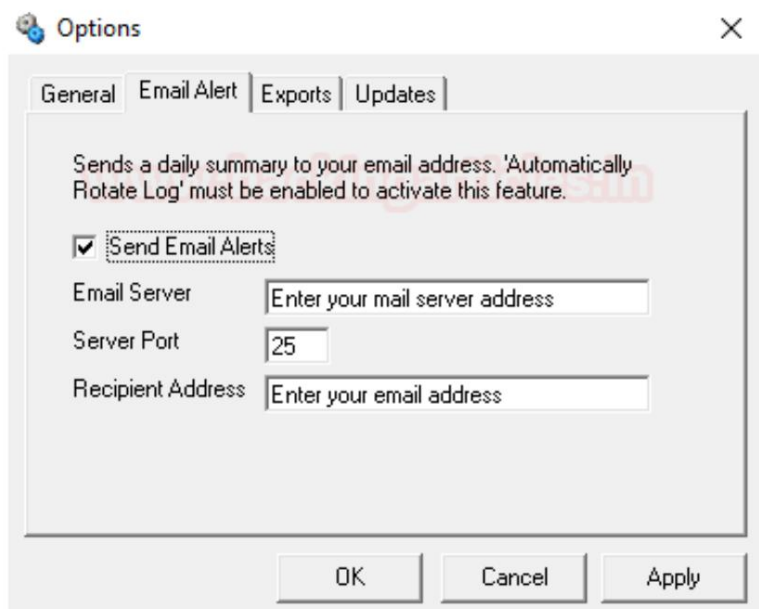 Options
General Email Alert Exports Updates
Sends a daily summary to your email address. 'Automatically
Rotate Log' must be enabled to activate this feature.
Send Email Alerts
Email Server Enter your mail server address
Server Port 25
Recipient Address Enter your email address
OK Cancel Apply